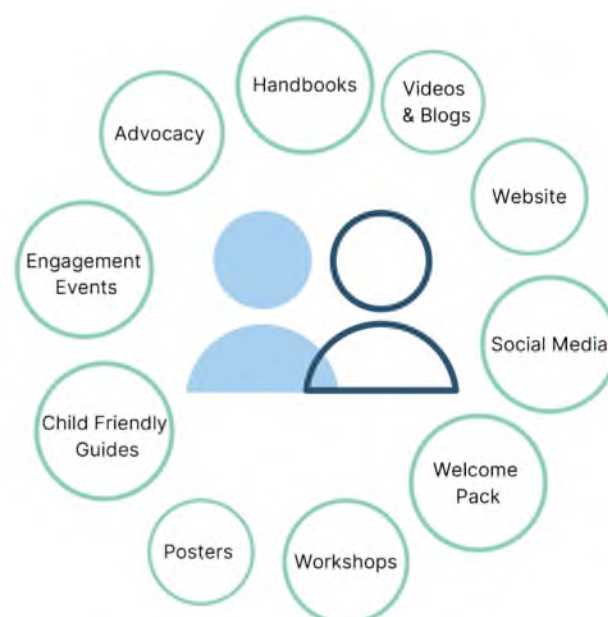 Handbooks
Videos
& Blogs
Advocacy
Website
Engagement
Events
Social Media
Child Friendly
Guides
Welcome
Pack
Posters
Workshops